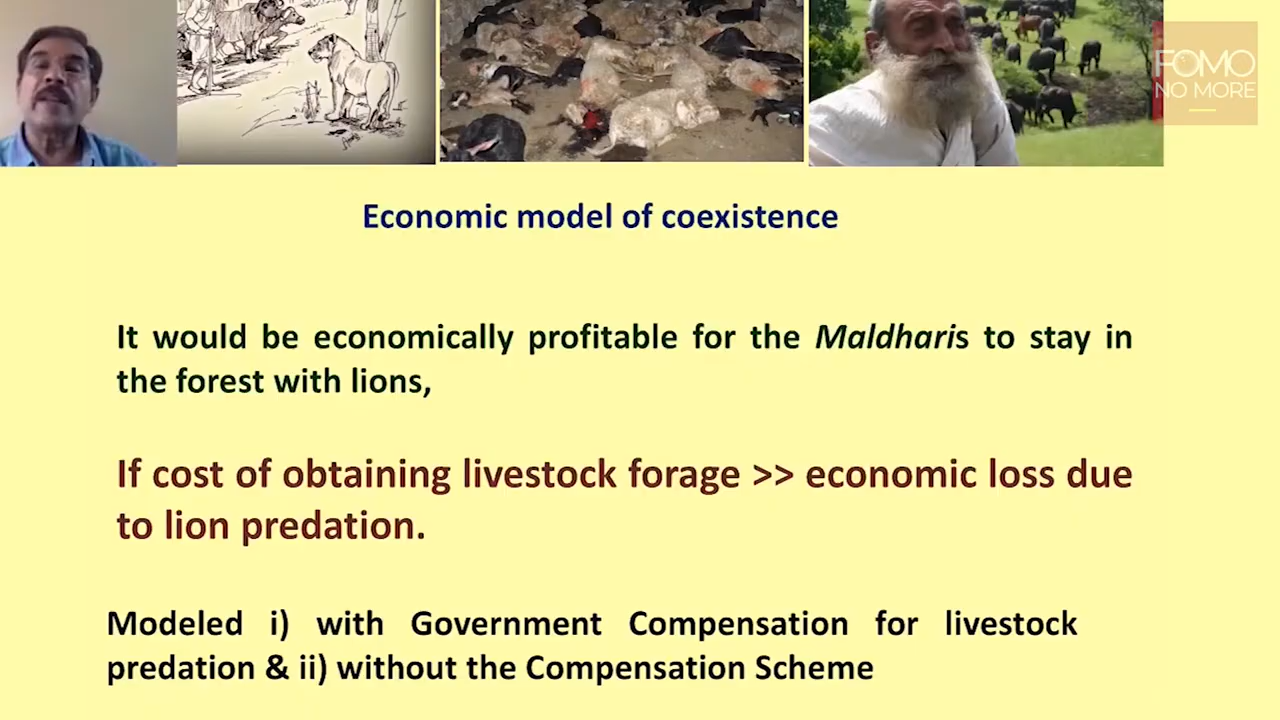 FOMO
NO MORE
Economic model of coexistence
It would be economically profitable for the Maldharis to stay in
the forest with lions,
If cost of obtaining livestock forage >> economic loss due
to lion predation.
Modeled i) with Government Compensation for livestock
predation & ii) without the Compensation Scheme